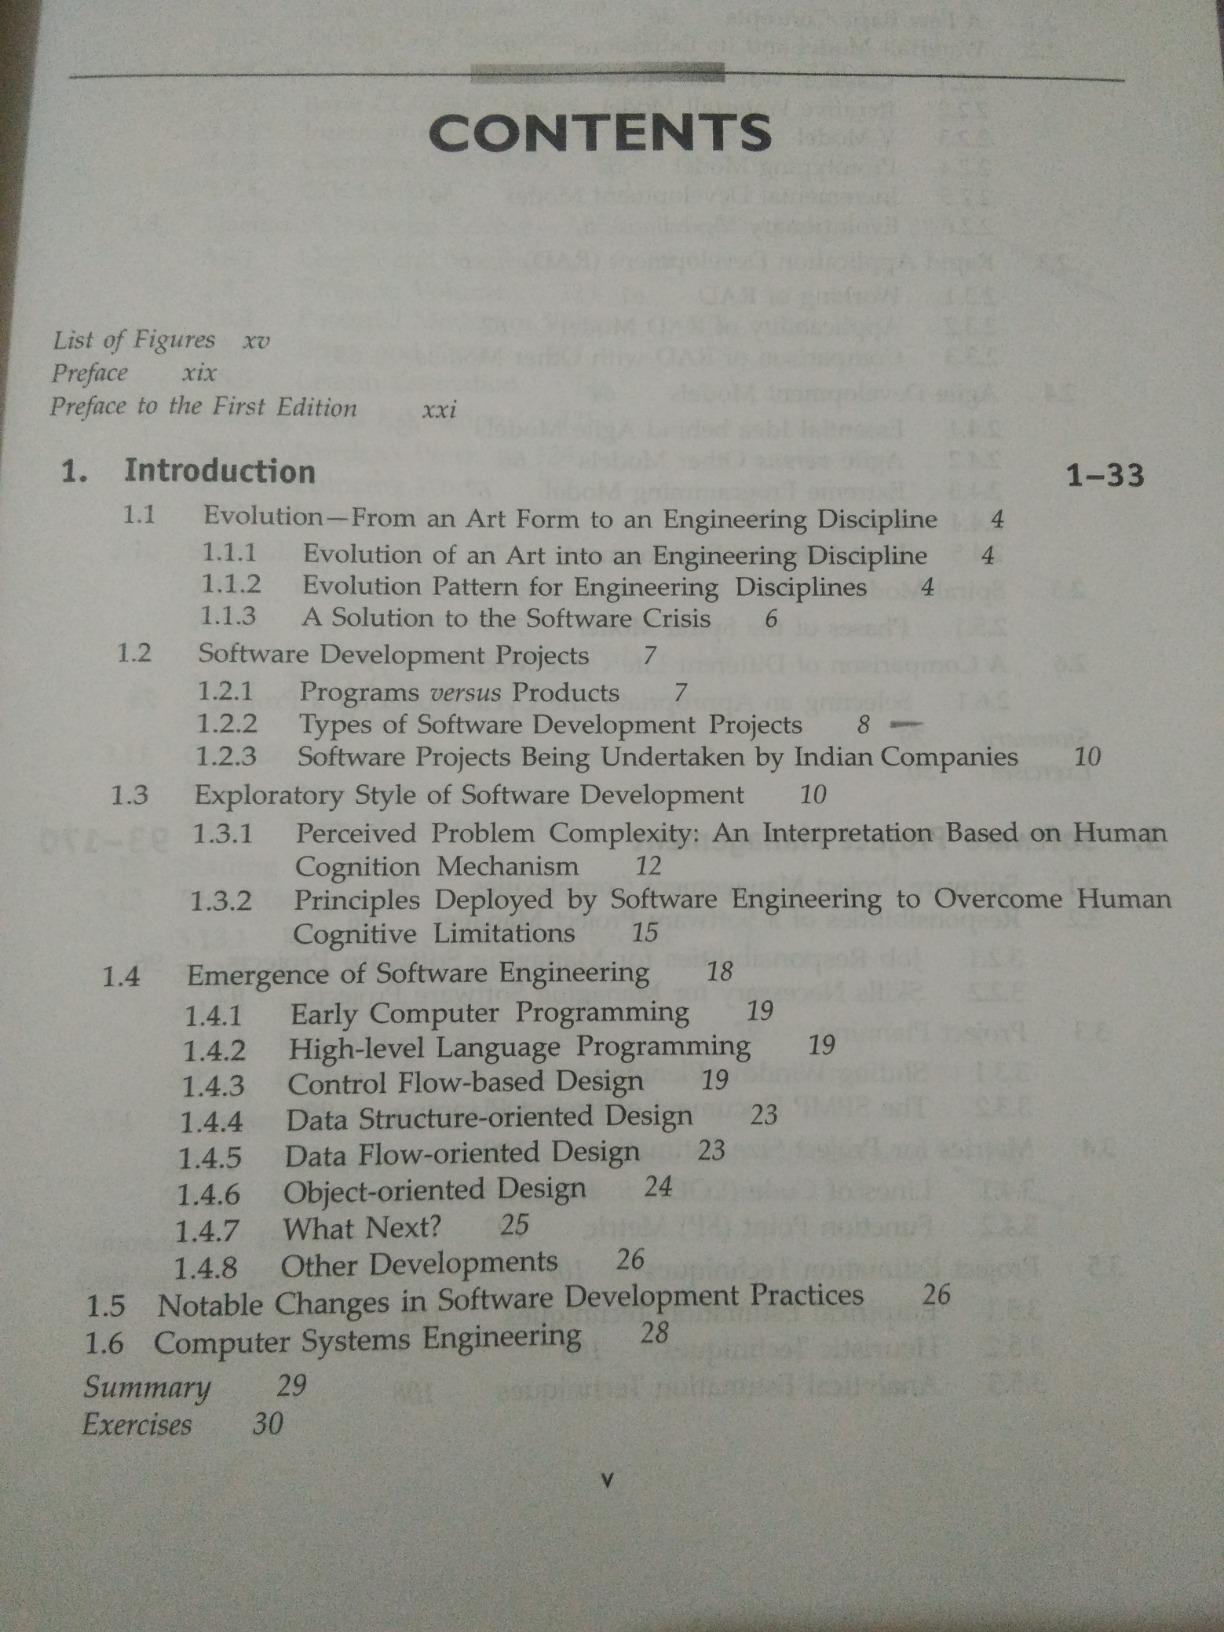 CONTENTS
List of Figures xv
Preface xix
Preface to the First Edition xxi
1. Introduction 1–33
1.1 Evolution—From an Art Form to an Engineering Discipline 4
1.1.1 Evolution of an Art into an Engineering Discipline 4
1.1.2 Evolution Pattern for Engineering Disciplines 4
1.1.3 A Solution to the Software Crisis 6
1.2 Software Development Projects 7
1.2.1 Programs versus Products 7
1.2.2 Types of Software Development Projects 8
1.2.3 Software Projects Being Undertaken by Indian Companies 10
1.3 Exploratory Style of Software Development 10
1.3.1 Perceived Problem Complexity: An Interpretation Based on Human
Cognition Mechanism 12
1.3.2 Principles Deployed by Software Engineering to Overcome Human
Cognitive Limitations 15
1.4 Emergence of Software Engineering 18
1.4.1 Early Computer Programming 19
1.4.2 High-level Language Programming 19
1.4.3 Control Flow-based Design 19
1.4.4 Data Structure-oriented Design 23
1.4.5 Data Flow-oriented Design 23
1.4.6 Object-oriented Design 24
1.4.7 What Next? 25
1.4.8 Other Developments 26
1.5 Notable Changes in Software Development Practices 26
1.6 Computer Systems Engineering 28
Summary 29
Exercises 30
v